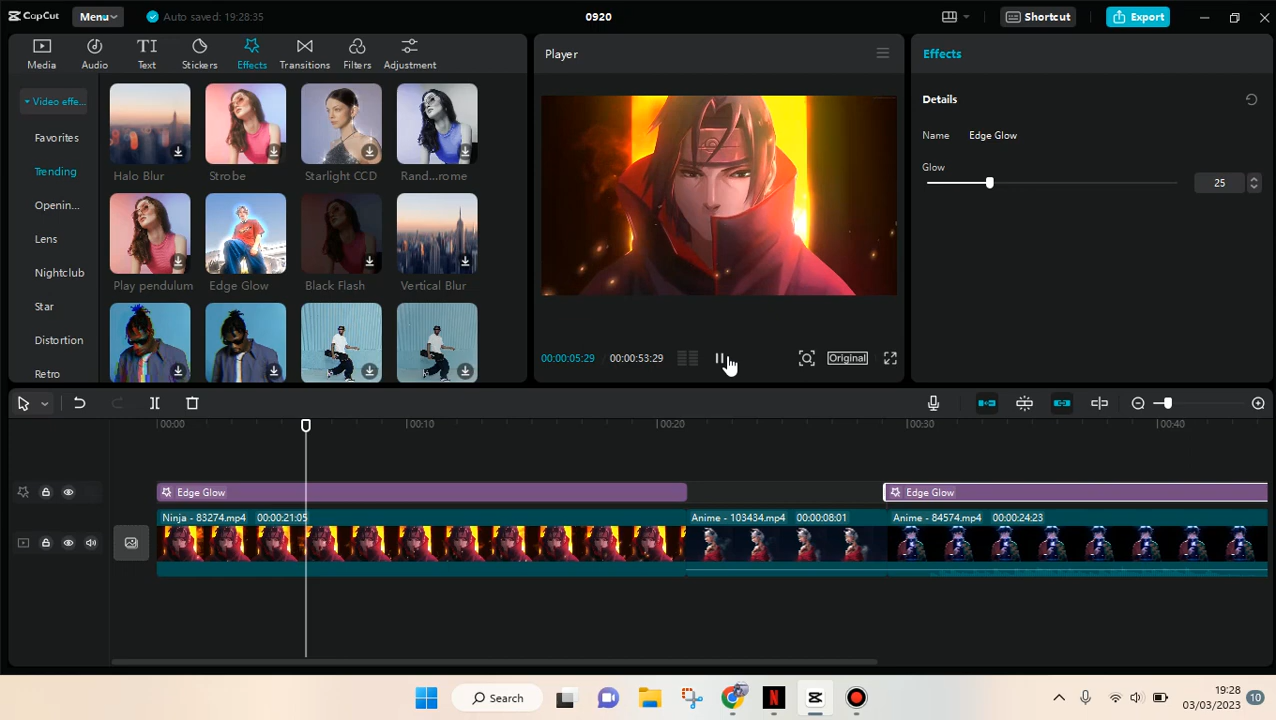 CapCut Menu Auto saved: 19:28:35 0920 Shortcut Export
Media Audio Text Stickers Effects Transitions Filters Adjustment
Player
Effects
Video effe...
Favorites
Trending
Openin...
Lens
Nightclub
Star
Distortion
Retro
Halo Blur Strobe Starlight CCD Rand...rome
Play pendulum Edge Glow Black Flash Vertical Blur
00:00:05:29 00:00:53:29 Original
Details
Name Edge Glow
Glow
25
00:00 00:10 00:20 00:30 00:40
Edge Glow Edge Glow
Ninja - 83274.mp4 00:00:21:05 Anime - 103434.mp4 00:00:08:01 Anime - 84574.mp4 00:00:24:23
Search
19:28
03/03/2023
10